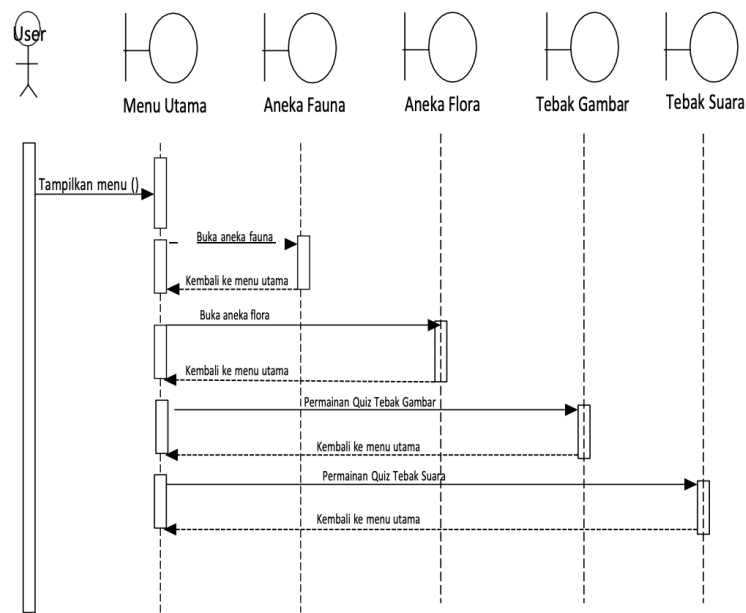 User
Menu Utama
Aneka Fauna
Aneka Flora
Tebak Gambar
Tebak Suara
Tampilkan menu ()
Buka aneka fauna
Kembali ke menu utama
Buka aneka flora
Kembali ke menu utama
Permainan Quiz Tebak Gambar
Kembali ke menu utama
Permainan Quiz Tebak Suara
Kembali ke menu utama